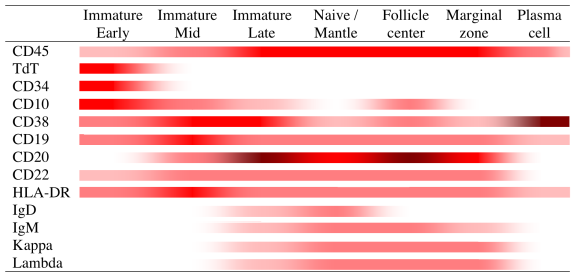 Immature Early
Immature Mid
Immature Late
Naive / Mantle
Follicle center
Marginal zone
Plasma cell
CD45
TdT
CD34
CD10
CD38
CD19
CD20
CD22
HLA-DR
IgD
IgM
Kappa
Lambda